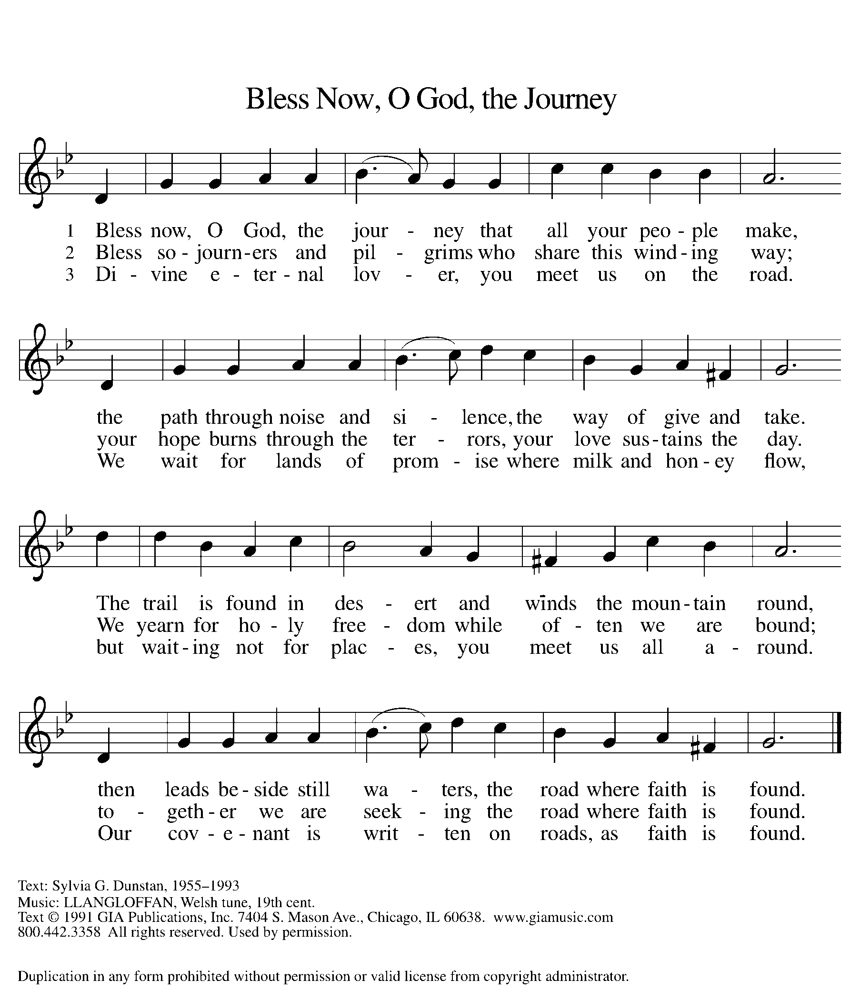 Bless Now, O God, the Journey
1 Bless now, O God, the jour - ney that all your peo - ple make,
2 Bless so - journ - ers and pil - grims who share this wind - ing way;
3 Di - vine e - ter - nal lov - er, you meet us on the road.
the path through noise and si - lence, the way of give and take.
your hope burns through the ter - rors, your love sus - tains the day.
We wait for lands of prom - ise where milk and hon - ey flow,
The trail is found in des - ert and winds the moun - tain round,
We yearn for ho - ly free - dom while of - ten we are bound;
but wait - ing not for plac - es, you meet us all a - round.
then leads be - side still wa - ters, the road where faith is found.
to - geth - er we are seek - ing the road where faith is found.
Our cov - e - nant is writ - ten on roads, as faith is found.
Text: Sylvia G. Dunstan, 1955–1993
Music: LLANGLOFFAN, Welsh tune, 19th cent.
Text © 1991 GIA Publications, Inc. 7404 S. Mason Ave., Chicago, IL 60638. www.giamusic.com
800.442.3358 All rights reserved. Used by permission.
Duplication in any form prohibited without permission or valid license from copyright administrator.